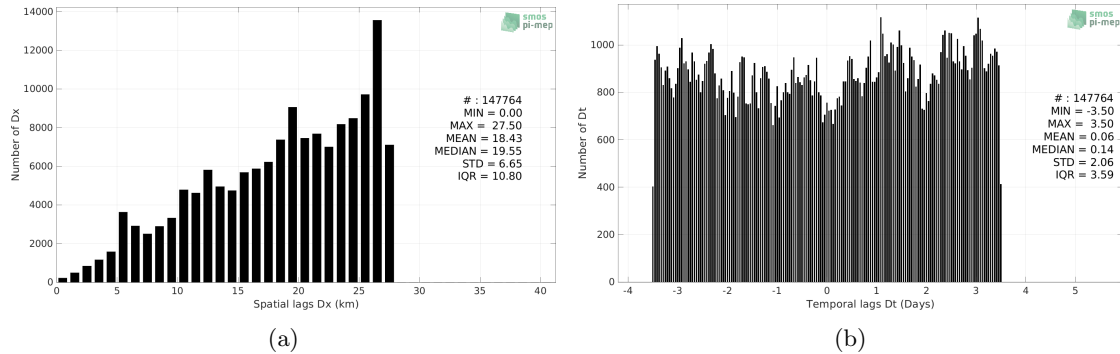 14000
12000
10000
8000
6000
4000
2000
0
Number of Dx
smos
pi-mep
# : 147764
MIN = 0.00
MAX = 27.50
MEAN = 18.43
MEDIAN = 19.55
STD = 6.65
IQR = 10.80
0 5 10 15 20 25 30 35 40
Spatial lags Dx (km)
(a)
1000
800
600
400
200
0
Number of Dt
smos
pi-mep
# : 147764
MIN = -3.50
MAX = 3.50
MEAN = 0.06
MEDIAN = 0.14
STD = 2.06
IQR = 3.59
-4 -3 -2 -1 0 1 2 3 4 5
Temporal lags Dt (Days)
(b)